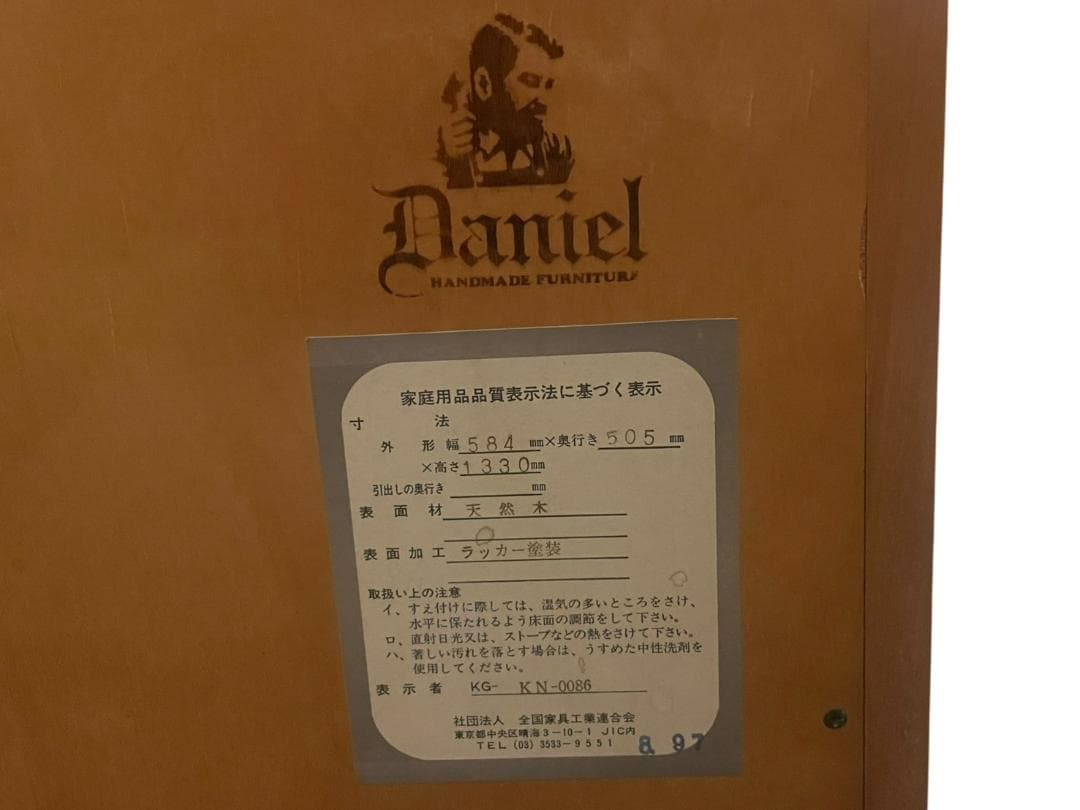 Daniel
HANDMADE FURNITURE
家庭用品品質表示法に基づく表示
寸 法
外 形 幅 584 mm×奥行き 505 mm
×高さ1330mm
引出しの奥行き mm
表 面 材 天 然 木
表 面 加 工 ラッカー塗装
取扱い上の注意
イ、すえ付けに際しては、湿気の多いところをさけ、
水平に保たれるよう床面の調節をして下さい。
ロ、直射日光又は、ストーブなどの熱をさけて下さい。
ハ、著しい汚れを落とす場合は、うすめた中性洗剤を
使用してください。
表 示 者 KG- KN-0086
社団法人 全国家具工業連合会
東京都中央区晴海3-10-1 JIC内
TEL (03) 3533-9551
8. 97